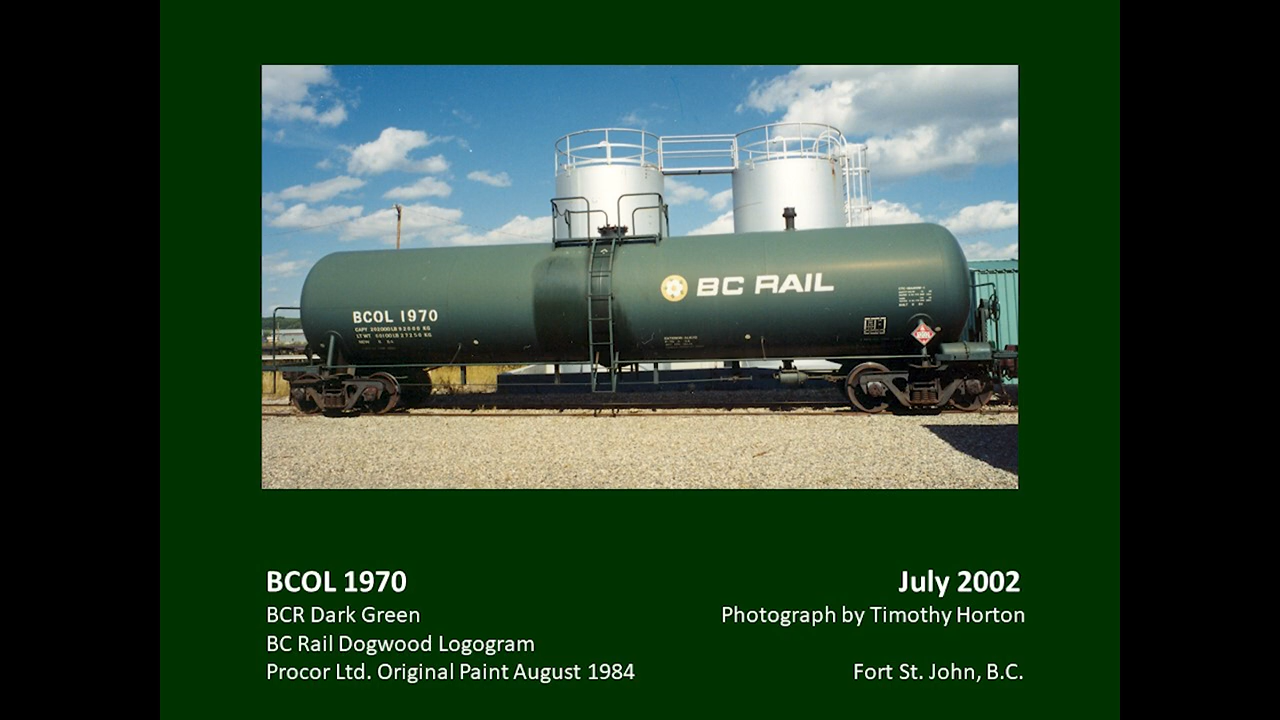 BC RAIL
BCOL 1970
BCOL 1970
BCR Dark Green
BC Rail Dogwood Logogram
Procor Ltd. Original Paint August 1984
July 2002
Photograph by Timothy Horton
Fort St. John, B.C.